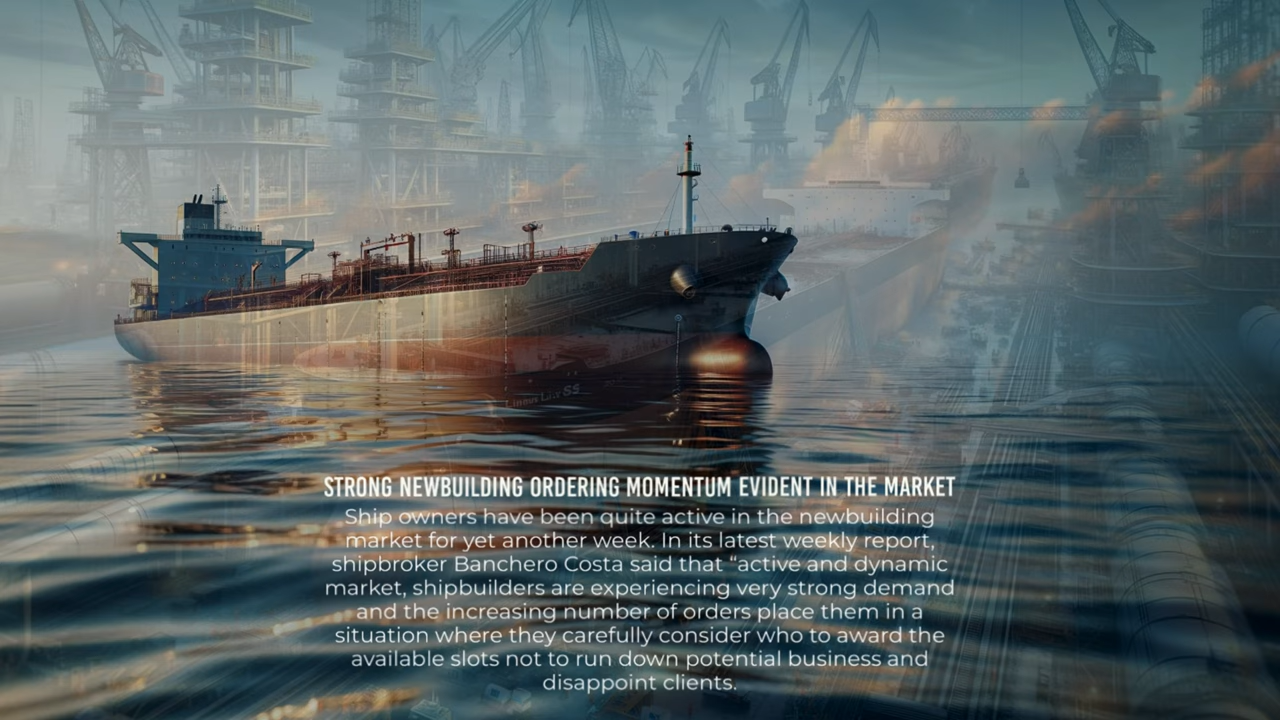 STRONG NEWBUILDING ORDERING MOMENTUM EVIDENT IN THE MARKET
Ship owners have been quite active in the newbuilding
market for yet another week. In its latest weekly report,
shipbroker Banchero Costa said that “active and dynamic
market, shipbuilders are experiencing very strong demand
and the increasing number of orders place them in a
situation where they carefully consider who to award the
available slots not to run down potential business and
disappoint clients.